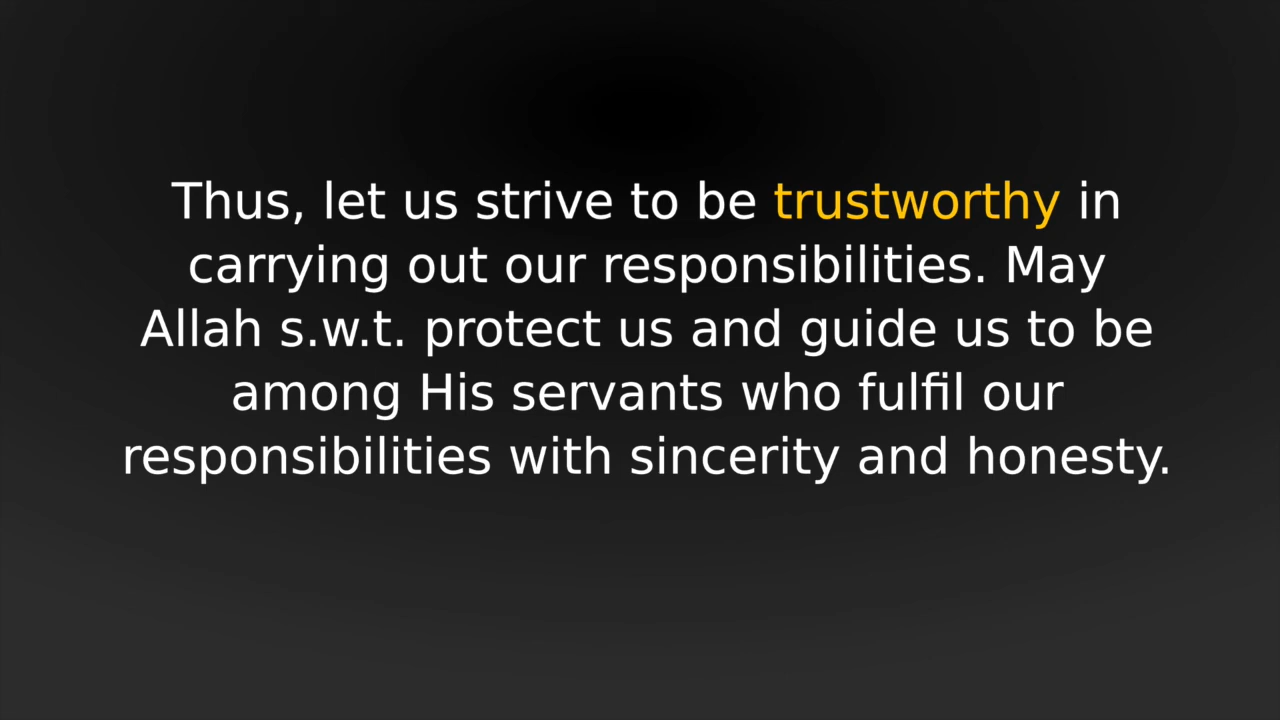 Thus, let us strive to be trustworthy in
carrying out our responsibilities. May
Allah s.w.t. protect us and guide us to be
among His servants who fulfil our
responsibilities with sincerity and honesty.